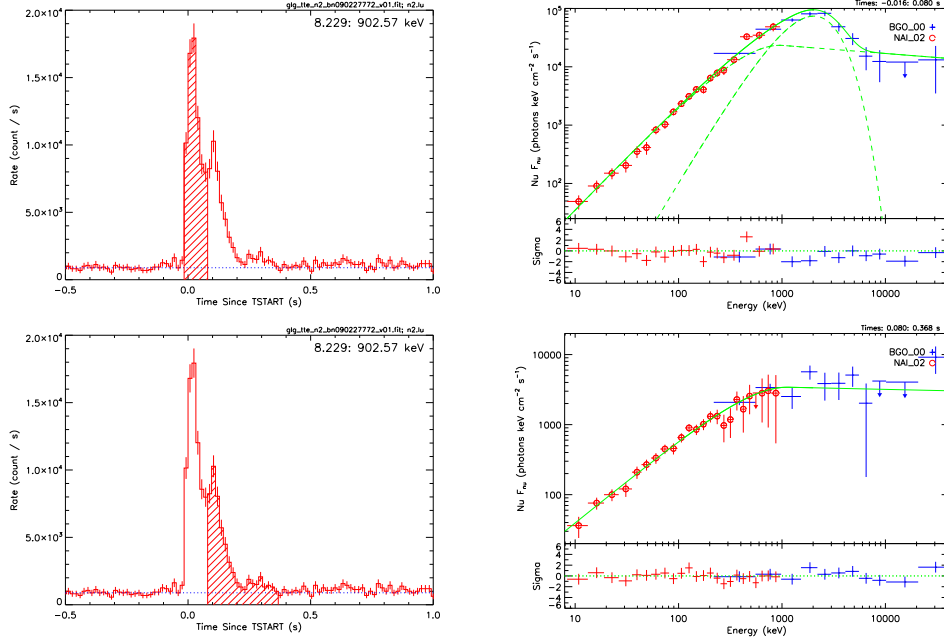 glg_tte_n2_bn090227772_v01.fit; n2.lu
8.229: 902.57 keV
2.0×10⁴
1.5×10⁴
1.0×10⁴
5.0×10³
0
Rate (count / s)
−0.5 0.0 0.5 1.0
Time Since TSTART (s)
Times: −0.016: 0.080 s
BGO_00
NAI_02
10⁵
10⁴
10³
10²
Nu Fₙᵤ (photons keV cm⁻² s⁻¹)
6
4
2
0
−2
−4
−6
Sigma
10 100 1000 10000
Energy (keV)
glg_tte_n2_bn090227772_v01.fit; n2.lu
8.229: 902.57 keV
2.0×10⁴
1.5×10⁴
1.0×10⁴
5.0×10³
0
Rate (count / s)
−0.5 0.0 0.5 1.0
Time Since TSTART (s)
Times: 0.080: 0.368 s
BGO_00
NAI_02
10000
1000
100
Nu Fₙᵤ (photons keV cm⁻² s⁻¹)
6
4
2
0
−2
−4
−6
Sigma
10 100 1000 10000
Energy (keV)